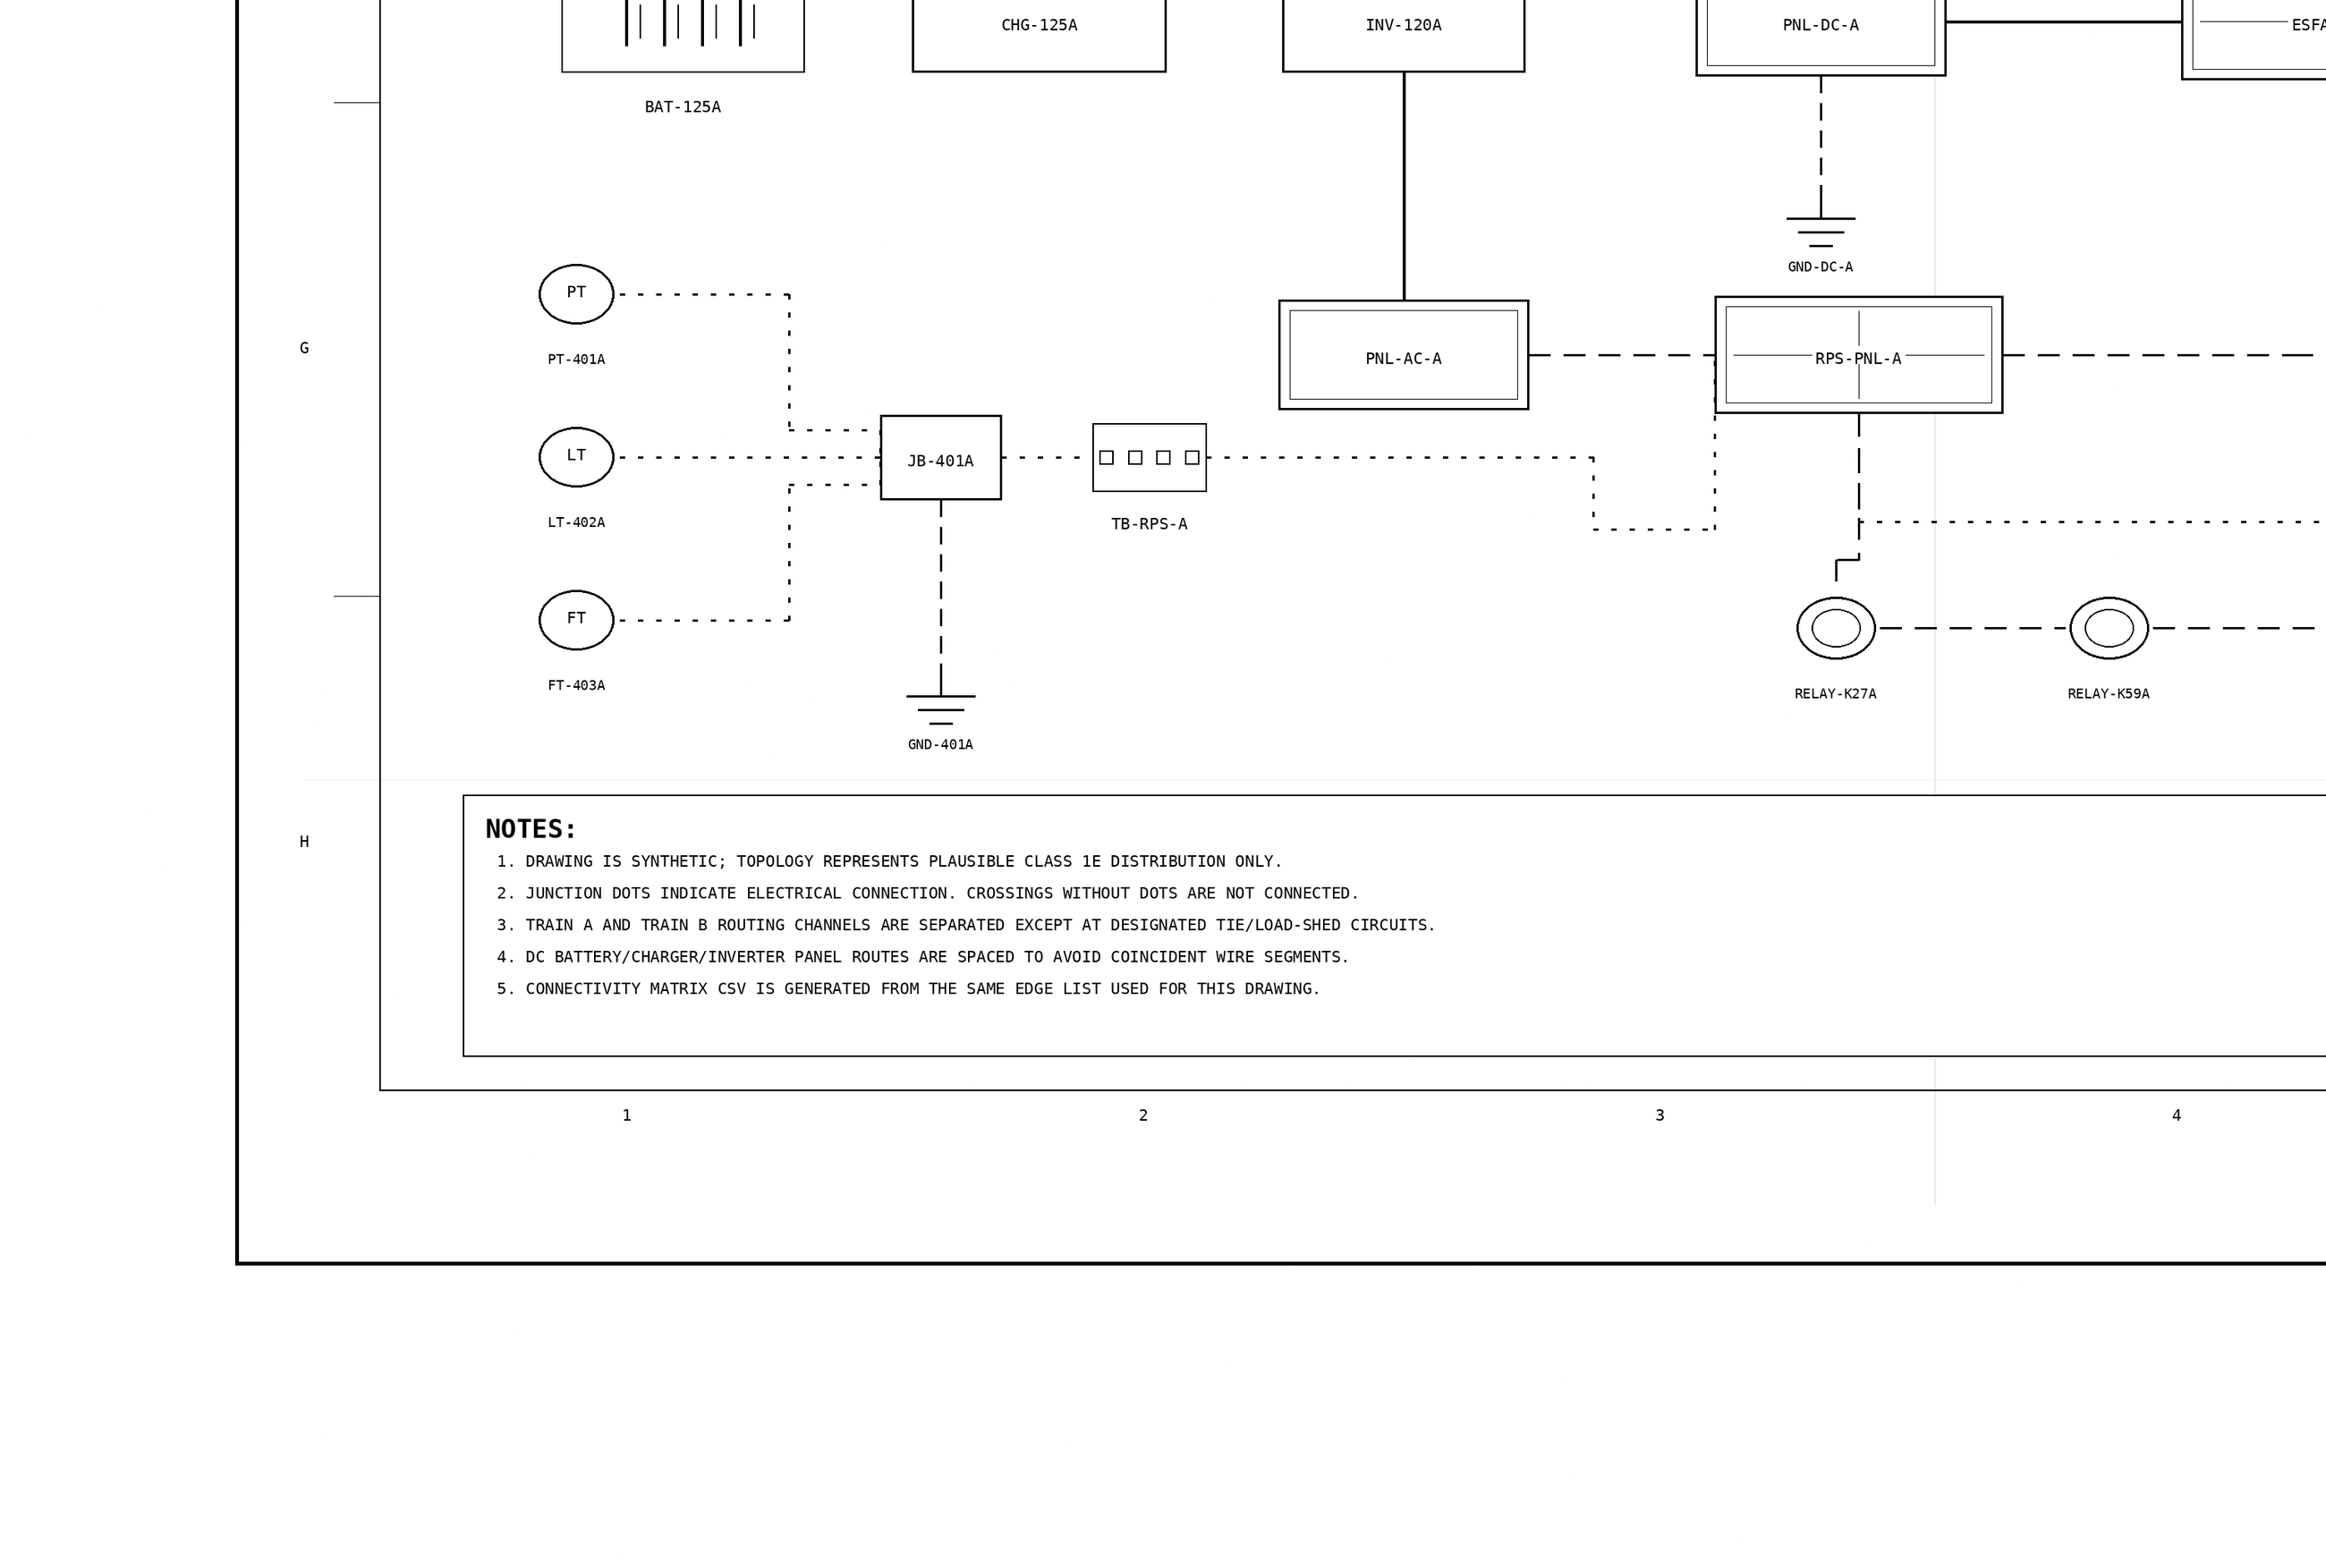 CHG-125A
INV-120A
PNL-DC-A
BAT-125A
GND-DC-A
PT
G
PT-401A
PNL-AC-A
RPS-PNL-A
LT
JB-401A
LT-402A
TB-RPS-A
FT
FT-403A
RELAY-K27A
RELAY-K59A
GND-401A
H
NOTES:
1. DRAWING IS SYNTHETIC; TOPOLOGY REPRESENTS PLAUSIBLE CLASS 1E DISTRIBUTION ONLY.
2. JUNCTION DOTS INDICATE ELECTRICAL CONNECTION. CROSSINGS WITHOUT DOTS ARE NOT CONNECTED.
3. TRAIN A AND TRAIN B ROUTING CHANNELS ARE SEPARATED EXCEPT AT DESIGNATED TIE/LOAD-SHED CIRCUITS.
4. DC BATTERY/CHARGER/INVERTER PANEL ROUTES ARE SPACED TO AVOID COINCIDENT WIRE SEGMENTS.
5. CONNECTIVITY MATRIX CSV IS GENERATED FROM THE SAME EDGE LIST USED FOR THIS DRAWING.
1
2
3
4